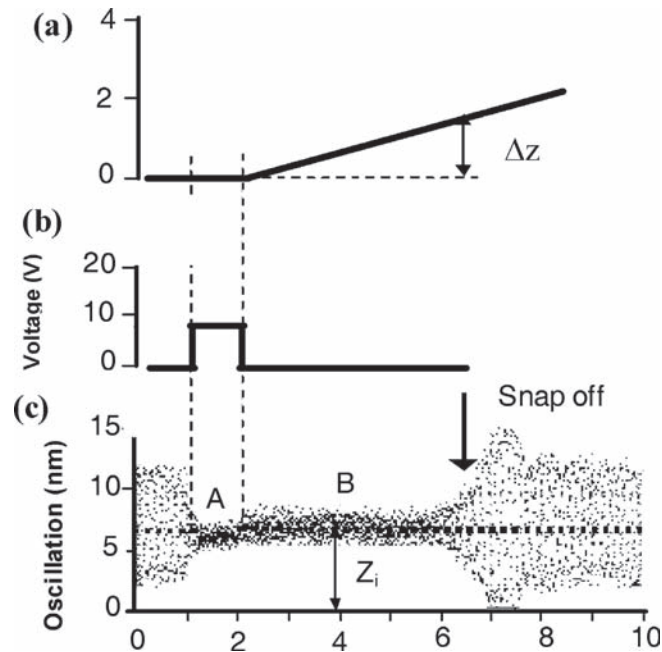 (a)
4
2
0
Δz
(b)
Voltage (V)
20
10
0
(c)
Snap off
Oscillation (nm)
15
10
5
0
A
B
Zi
0 2 4 6 8 10